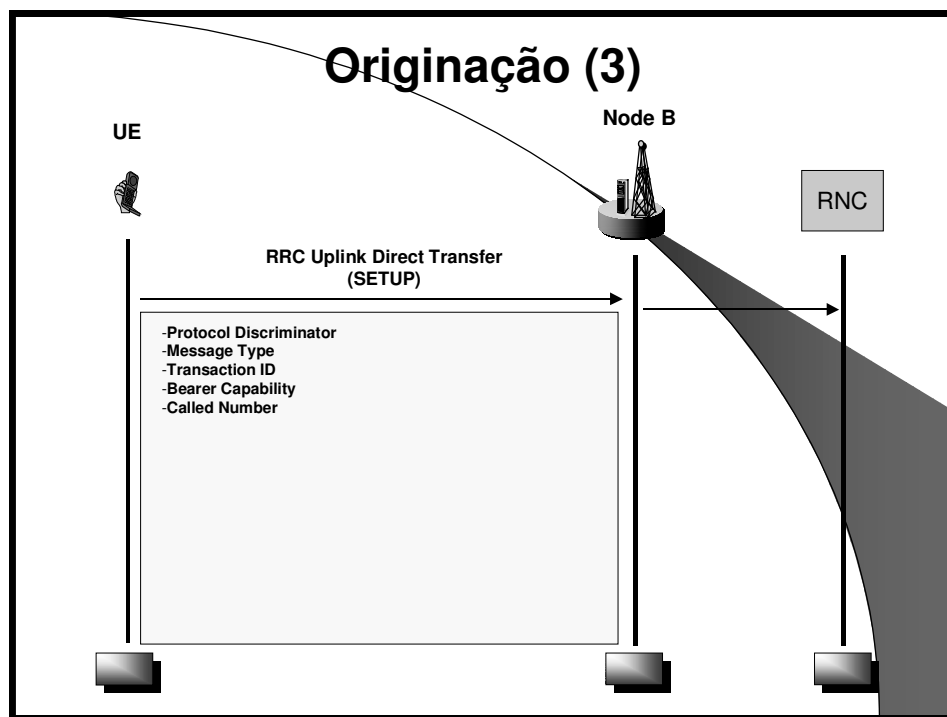 Originação (3)
UE
Node B
RNC
RRC Uplink Direct Transfer
(SETUP)
-Protocol Discriminator
-Message Type
-Transaction ID
-Bearer Capability
-Called Number